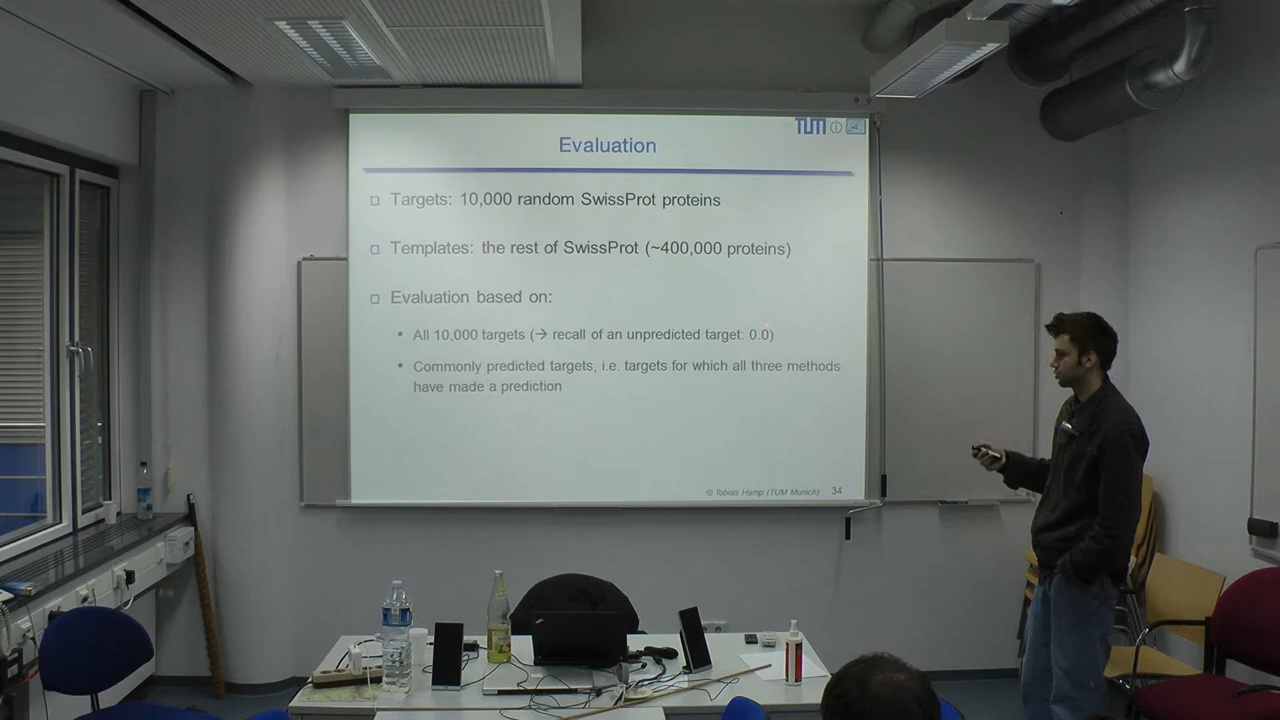 TUM
Evaluation
Targets: 10,000 random SwissProt proteins
Templates: the rest of SwissProt (~400,000 proteins)
Evaluation based on:
• All 10,000 targets (→ recall of an unpredicted target: 0.0)
• Commonly predicted targets, i.e. targets for which all three methods
have made a prediction
© Tobias Hamp (TUM Munich) 34